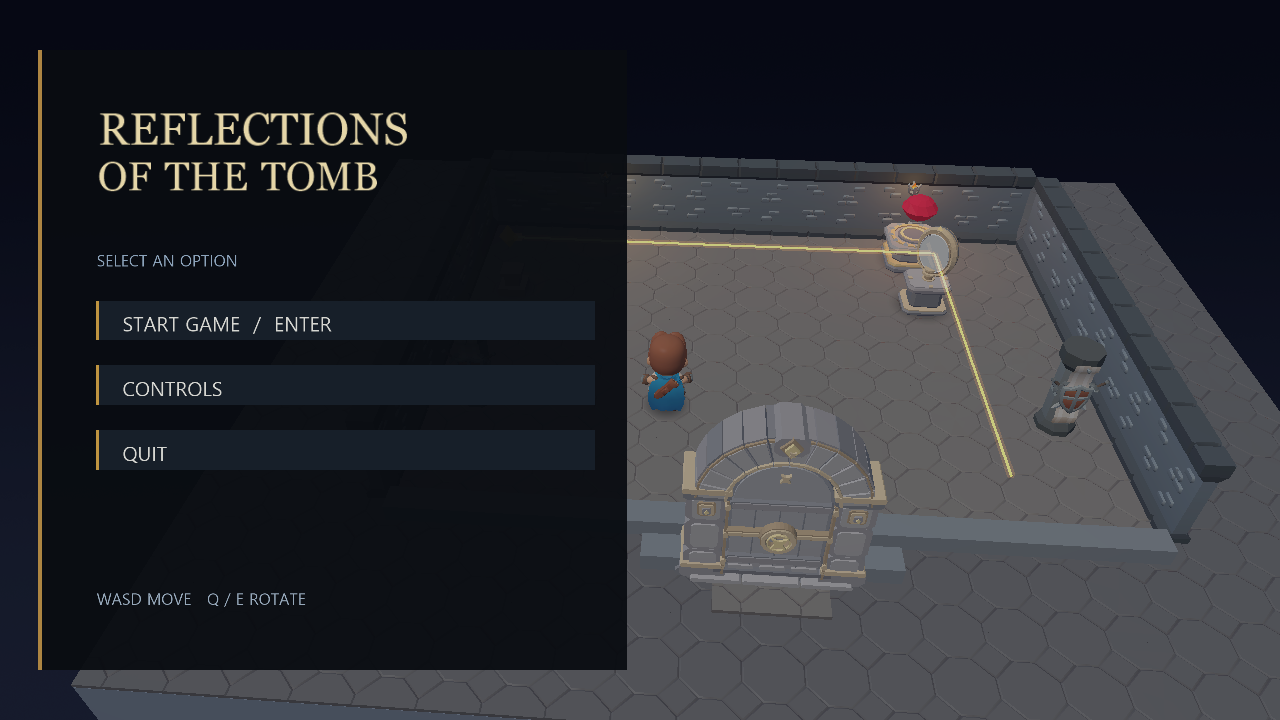 REFLECTIONS
OF THE TOMB
SELECT AN OPTION
START GAME / ENTER
CONTROLS
QUIT
WASD MOVE Q / E ROTATE